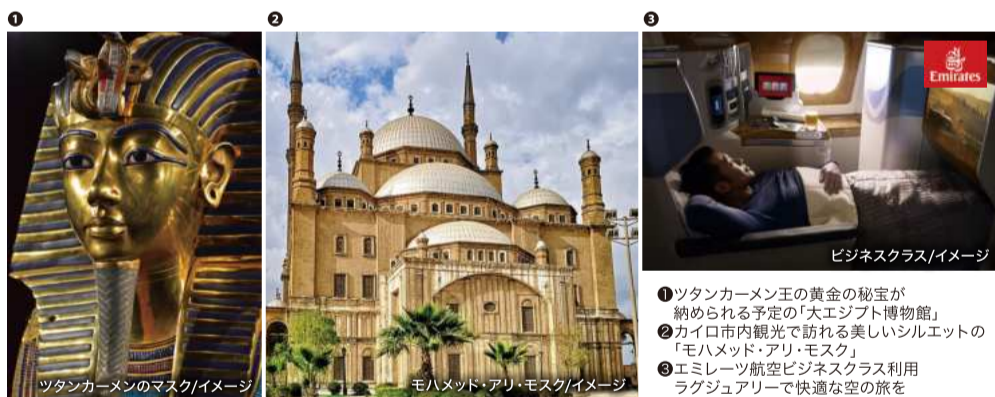 ❶
❷
❸
Emirates
ツタンカーメンのマスク/イメージ
モハメッド・アリ・モスク/イメージ
ビジネスクラス/イメージ
❶ツタンカーメン王の黄金の秘宝が
納められる予定の「大エジプト博物館」
❷カイロ市内観光で訪れる美しいシルエットの
「モハメッド・アリ・モスク」
❸エミレーツ航空ビジネスクラス利用
ラグジュアリーで快適な空の旅を